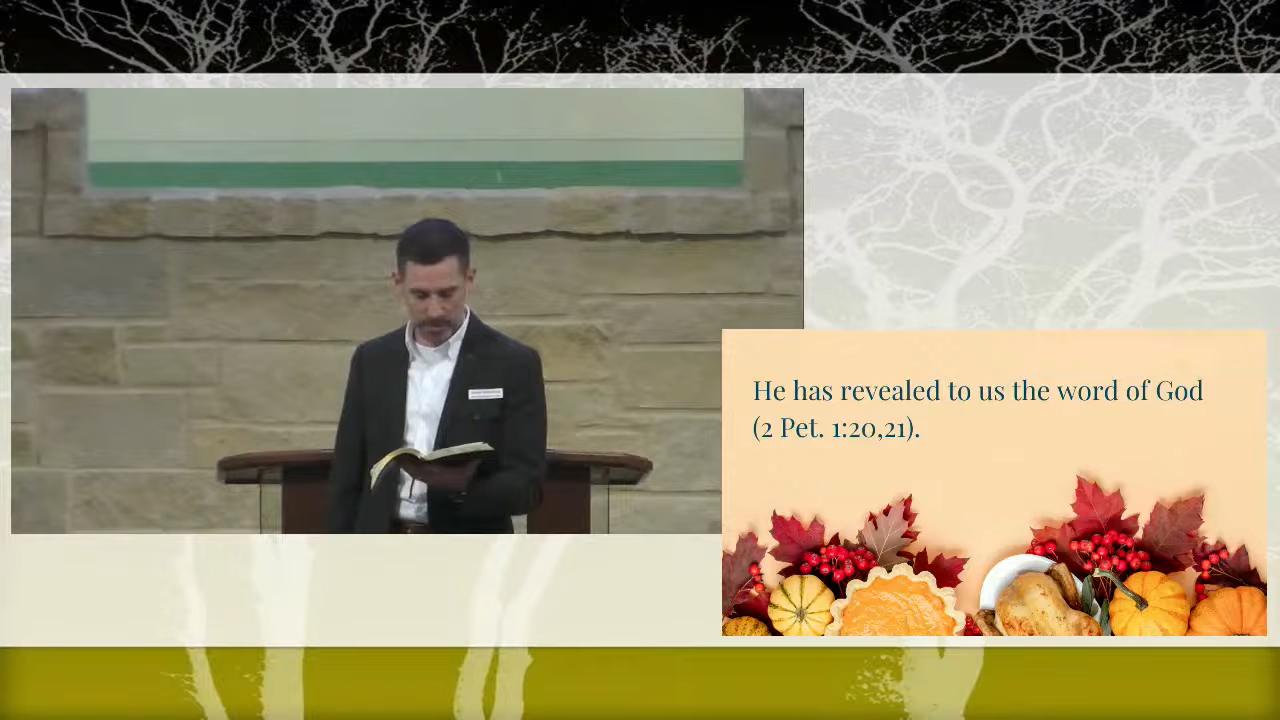 He has revealed to us the word of God
(2 Pet. 1:20,21).